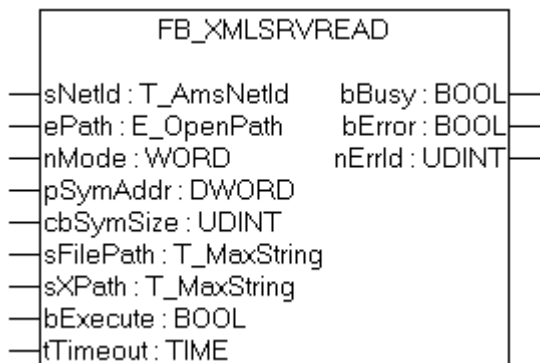 FB_XMLSRVREAD
sNetId : T_AmsNetId bBusy : BOOL
ePath : E_OpenPath bError : BOOL
nMode : WORD nErrId : UDINT
pSymAddr : DWORD
cbSymSize : UDINT
sFilePath : T_MaxString
sXPath : T_MaxString
bExecute : BOOL
tTimeout : TIME